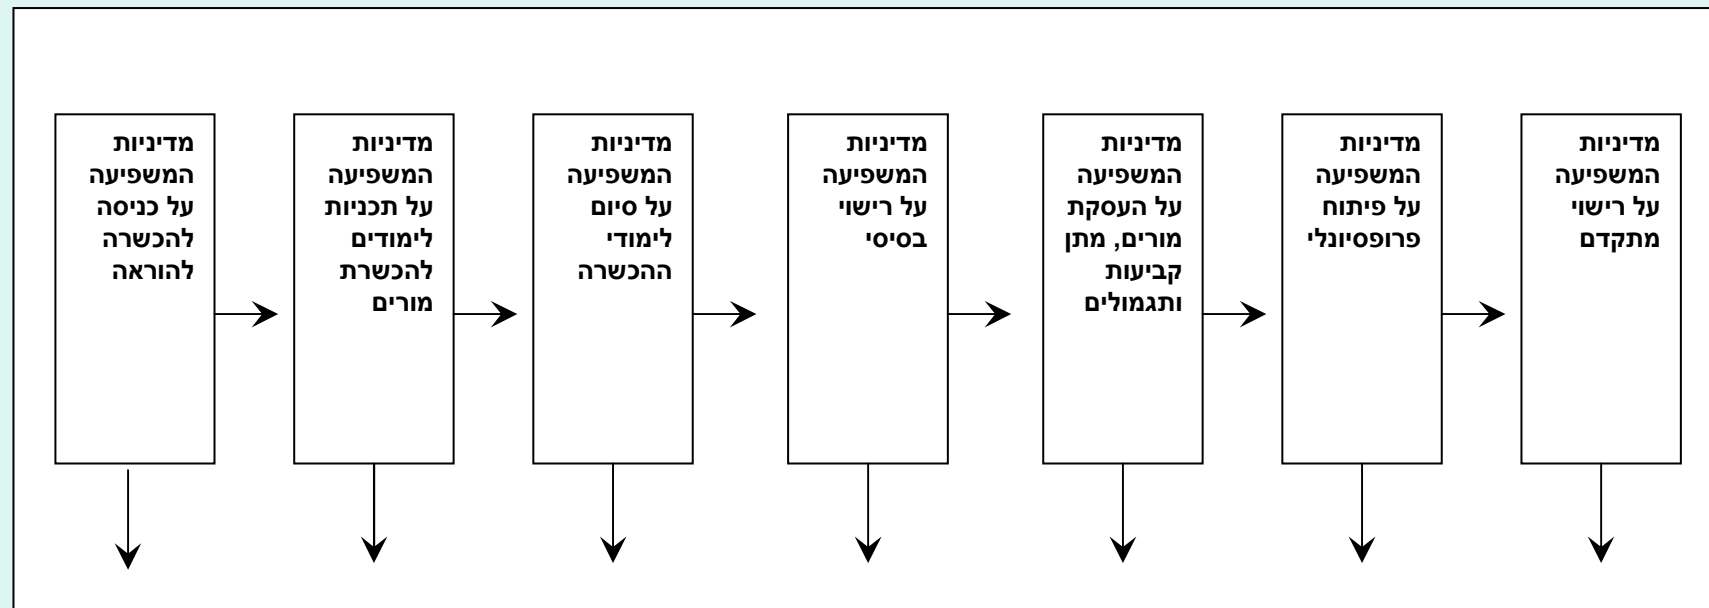 מדיניות
המשפיעה
על כניסה
להכשרה
להוראה
מדיניות
המשפיעה
על תכניות
לימודים
להכשרת
מורים
מדיניות
המשפיעה
על סיום
לימודי
ההכשרה
מדיניות
המשפיעה
על רישוי
בסיסי
מדיניות
המשפיעה
על העסקת
מורים, מתן
קביעות
ותגמולים
מדיניות
המשפיעה
על פיתוח
פרופסיונלי
מדיניות
המשפיעה
על רישוי
מתקדם